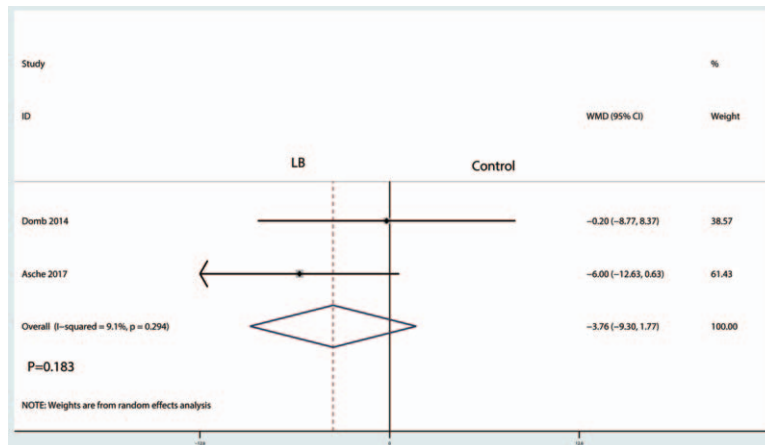 Study %
ID WMD (95% CI) Weight
LB Control
Domb 2014 −0.20 (−8.77, 8.37) 38.57
Asche 2017 −6.00 (−12.63, 0.63) 61.43
Overall (I−squared = 9.1%, p = 0.294) −3.76 (−9.30, 1.77) 100.00
P=0.183
NOTE: Weights are from random effects analysis
0